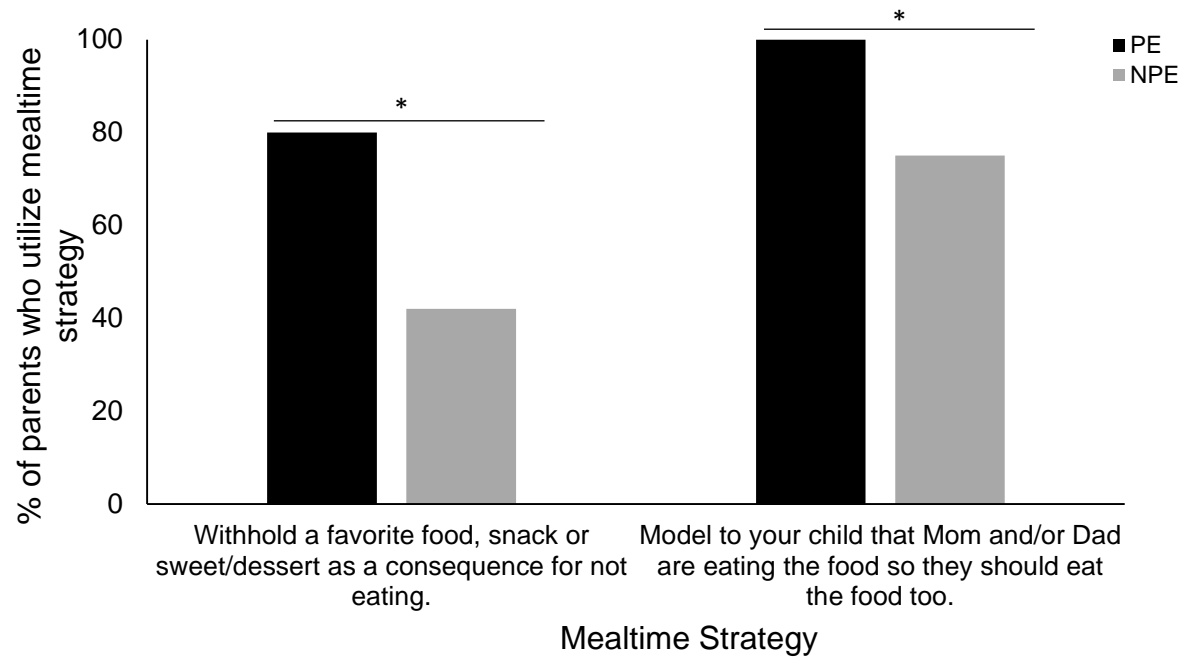 % of parents who utilize mealtime
strategy
100
80
60
40
20
0
*
*
PE
NPE
Withhold a favorite food, snack or
sweet/dessert as a consequence for not
eating.
Model to your child that Mom and/or Dad
are eating the food so they should eat
the food too.
Mealtime Strategy